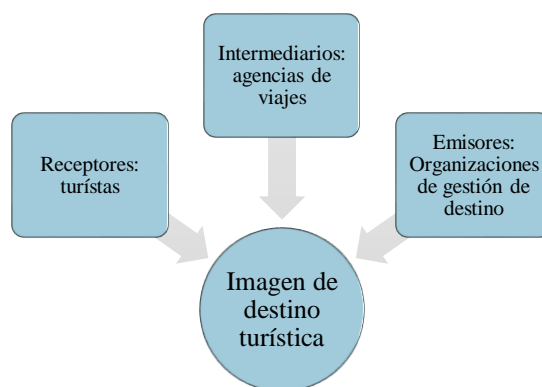 Intermediarios:
agencias de
viajes
Receptores:
turístas
Emisores:
Organizaciones
de gestión de
destino
Imagen de
destino
turística